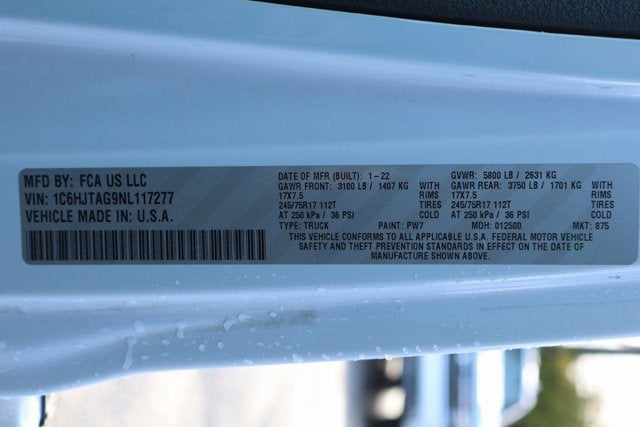 MFD BY: FCA US LLC
VIN: 1C6HJTAG9NL117277
VEHICLE MADE IN U.S.A.
DATE OF MFR (BUILT): 1-22
GAWR FRONT: 3100 LB / 1407 KG WITH
17X7.5 RIMS
245/75R17 112T TIRES
AT 250 kPa / 36 PSI COLD
TYPE: TRUCK PAINT: PW7
GVWR: 5800 LB / 2631 KG
GAWR REAR: 3750 LB / 1701 KG WITH
17X7.5 RIMS
245/75R17 112T TIRES
AT 250 kPa / 36 PSI COLD
MDH: 012500 MKT: 875
THIS VEHICLE CONFORMS TO ALL APPLICABLE U.S.A. FEDERAL MOTOR VEHICLE
SAFETY AND THEFT PREVENTION STANDARDS IN EFFECT ON THE DATE OF
MANUFACTURE SHOWN ABOVE.